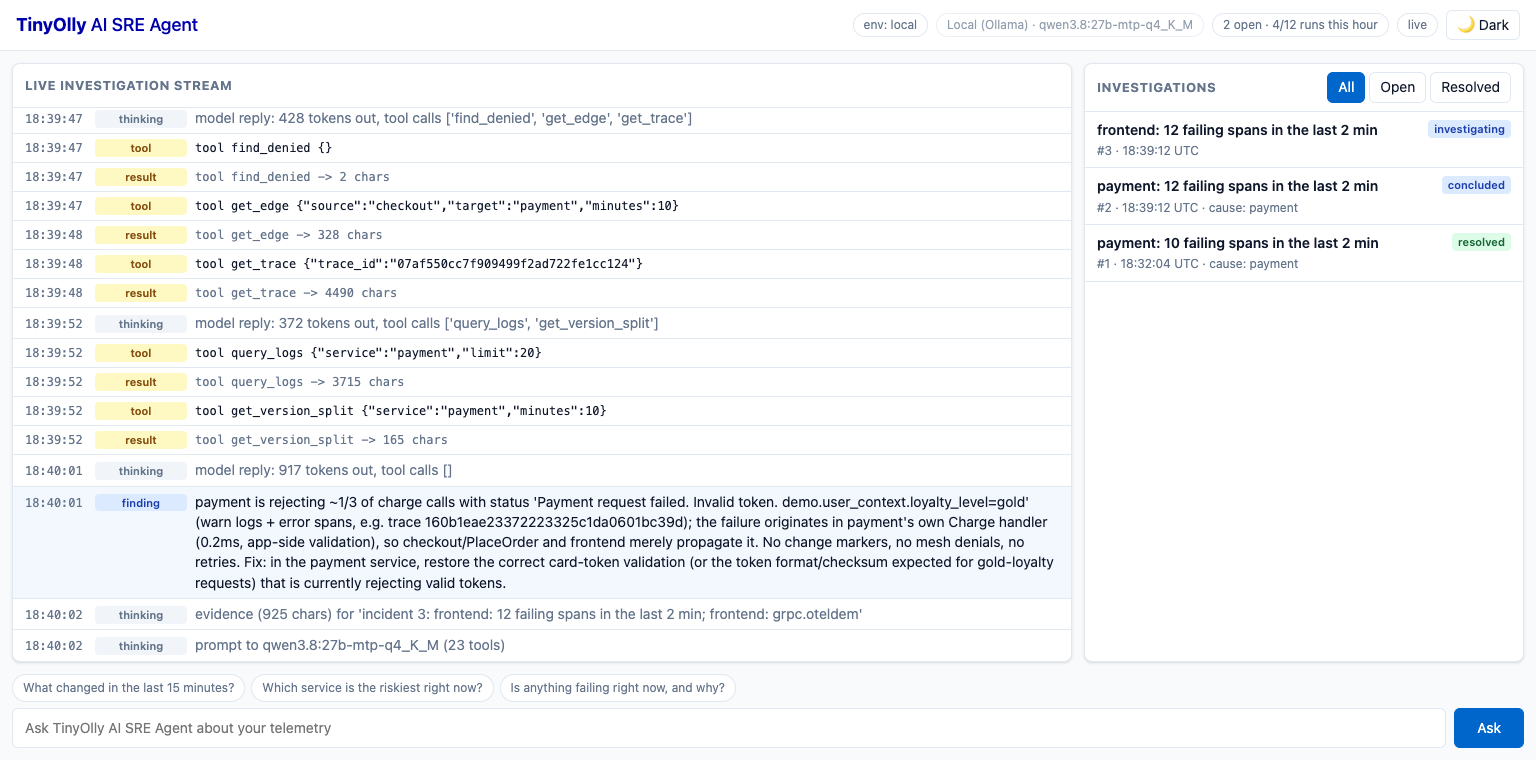 TinyOlly AI SRE Agent
env: local
Local (Ollama) · qwen3.8:27b-mtp-q4_K_M
2 open · 4/12 runs this hour
live
🌙 Dark
LIVE INVESTIGATION STREAM
18:39:47 thinking model reply: 428 tokens out, tool calls ['find_denied', 'get_edge', 'get_trace']
18:39:47 tool tool find_denied {}
18:39:47 result tool find_denied -> 2 chars
18:39:47 tool tool get_edge {"source":"checkout","target":"payment","minutes":10}
18:39:48 result tool get_edge -> 328 chars
18:39:48 tool tool get_trace {"trace_id":"07af550cc7f909499f2ad722fe1cc124"}
18:39:48 result tool get_trace -> 4490 chars
18:39:52 thinking model reply: 372 tokens out, tool calls ['query_logs', 'get_version_split']
18:39:52 tool tool query_logs {"service":"payment","limit":20}
18:39:52 result tool query_logs -> 3715 chars
18:39:52 tool tool get_version_split {"service":"payment","minutes":10}
18:39:52 result tool get_version_split -> 165 chars
18:40:01 thinking model reply: 917 tokens out, tool calls []
18:40:01 finding payment is rejecting ~1/3 of charge calls with status 'Payment request failed. Invalid token. demo.user_context.loyalty_level=gold'
(warn logs + error spans, e.g. trace 160b1eae23372223325c1da0601bc39d); the failure originates in payment's own Charge handler
(0.2ms, app-side validation), so checkout/PlaceOrder and frontend merely propagate it. No change markers, no mesh denials, no
retries. Fix: in the payment service, restore the correct card-token validation (or the token format/checksum expected for gold-loyalty
requests) that is currently rejecting valid tokens.
18:40:02 thinking evidence (925 chars) for 'incident 3: frontend: 12 failing spans in the last 2 min; frontend: grpc.oteldem'
18:40:02 thinking prompt to qwen3.8:27b-mtp-q4_K_M (23 tools)
INVESTIGATIONS
All
Open
Resolved
frontend: 12 failing spans in the last 2 min investigating
#3 · 18:39:12 UTC
payment: 12 failing spans in the last 2 min concluded
#2 · 18:39:12 UTC · cause: payment
payment: 10 failing spans in the last 2 min resolved
#1 · 18:32:04 UTC · cause: payment
What changed in the last 15 minutes?
Which service is the riskiest right now?
Is anything failing right now, and why?
Ask TinyOlly AI SRE Agent about your telemetry
Ask